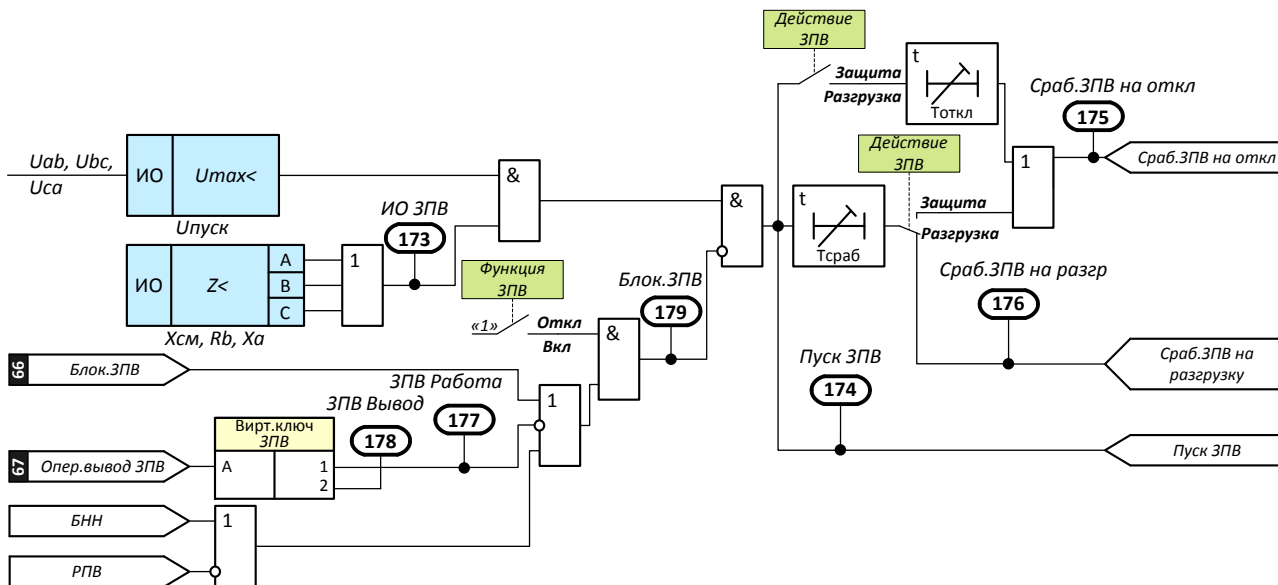 Действие
ЗПВ
t
Защита
Разгрузка
Tоткл
Сраб.ЗПВ на откл
175
Сраб.ЗПВ на откл
1
Uab, Ubc,
Uca
ИО
Umax<
Uпуск
&
ИО ЗПВ
173
&
Действие
ЗПВ
t
Защита
Разгрузка
Тсраб
ИО
Z<
A
B
C
1
Хсм, Rb, Xa
Функция
ЗПВ
«1»
Откл
Вкл
&
Блок.ЗПВ
179
Сраб.ЗПВ на разгр
176
Сраб.ЗПВ на
разгрузку
66
Блок.ЗПВ
ЗПВ Работа
177
ЗПВ Вывод
178
1
Пуск ЗПВ
174
Пуск ЗПВ
67
Опер.вывод ЗПВ
Вирт.ключ
ЗПВ
A
1
2
БНН
1
РПВ